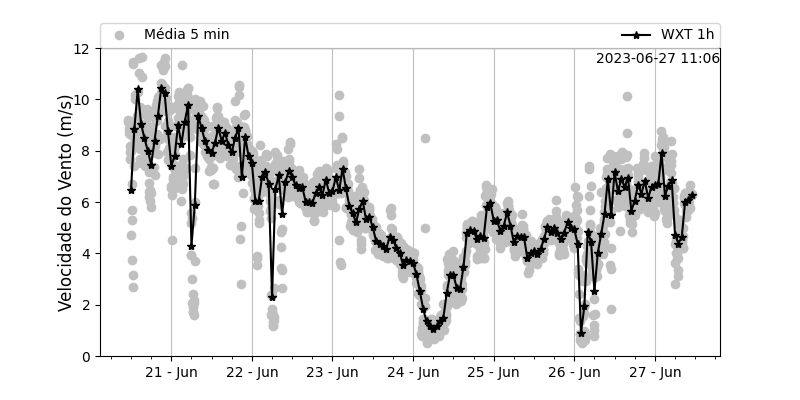 Média 5 min
WXT 1h
2023-06-27 11:06
Velocidade do Vento (m/s)
12
10
8
6
4
2
0
21 - Jun
22 - Jun
23 - Jun
24 - Jun
25 - Jun
26 - Jun
27 - Jun